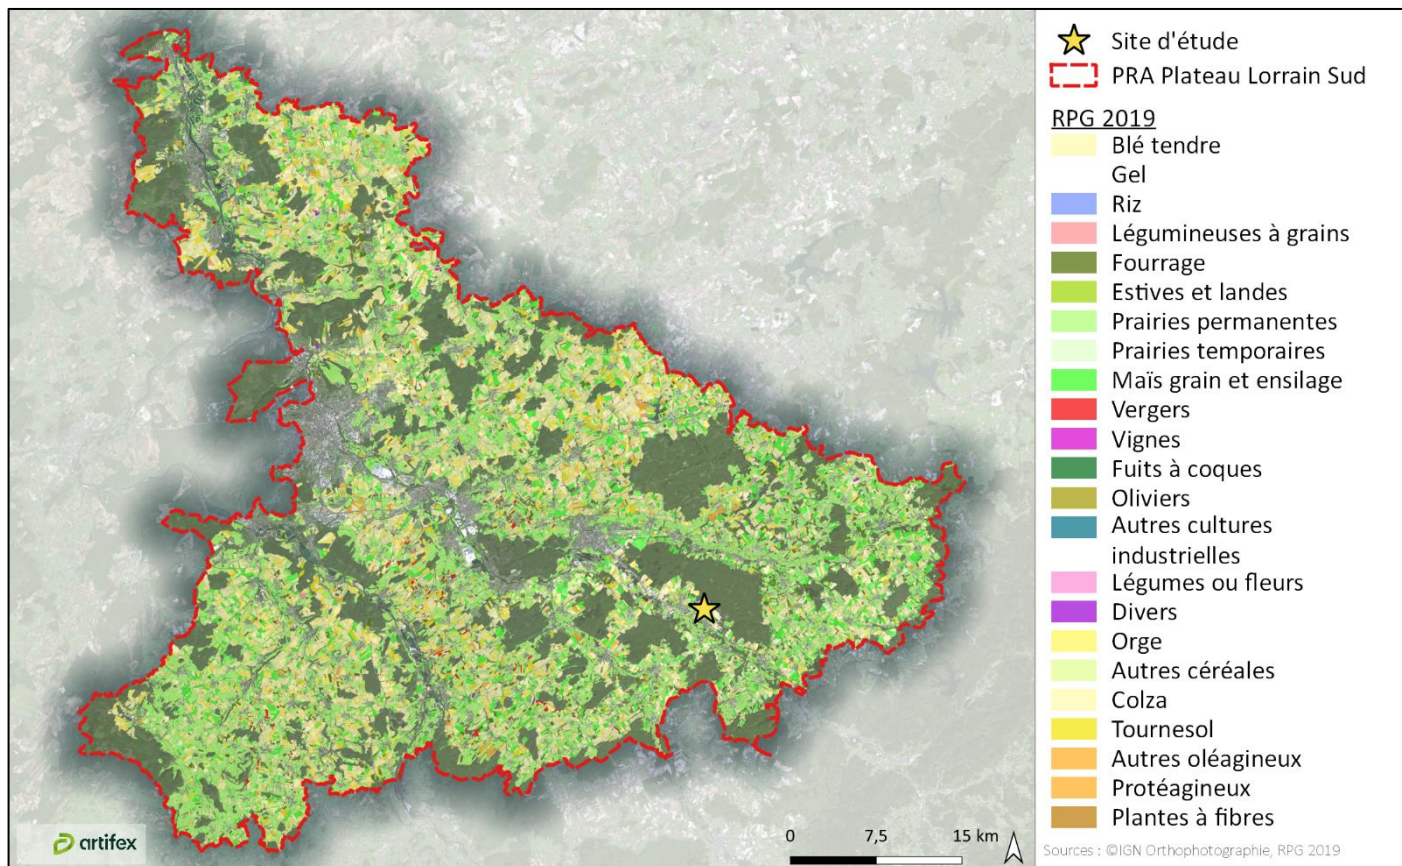 Site d'étude
PRA Plateau Lorrain Sud
RPG 2019
Blé tendre
Gel
Riz
Légumineuses à grains
Fourrage
Estives et landes
Prairies permanentes
Prairies temporaires
Maïs grain et ensilage
Vergers
Vignes
Fuits à coques
Oliviers
Autres cultures
industrielles
Légumes ou fleurs
Divers
Orge
Autres céréales
Colza
Tournesol
Autres oléagineux
Protéagineux
Plantes à fibres
artifex
0 7,5 15 km
Sources : ©IGN Orthophotographie, RPG 2019